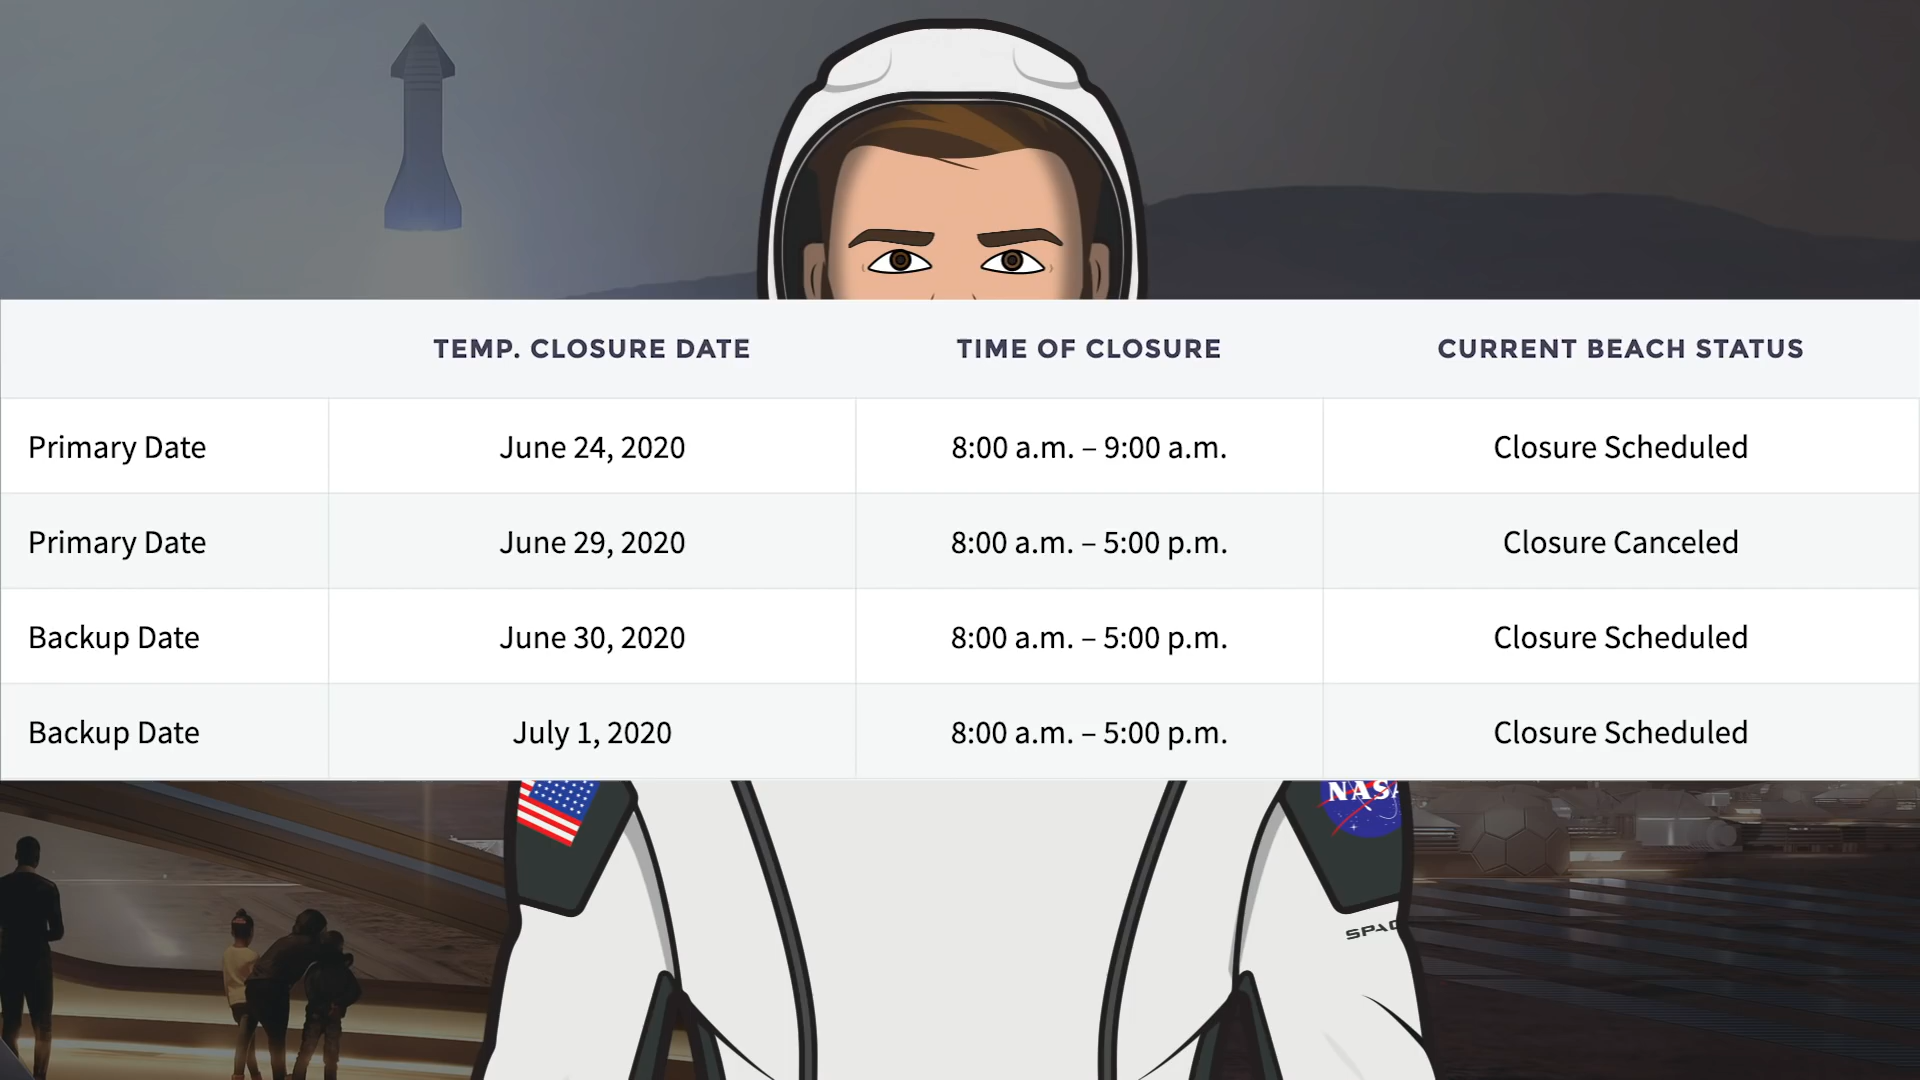 TEMP. CLOSURE DATE TIME OF CLOSURE CURRENT BEACH STATUS
Primary Date June 24, 2020 8:00 a.m. – 9:00 a.m. Closure Scheduled
Primary Date June 29, 2020 8:00 a.m. – 5:00 p.m. Closure Canceled
Backup Date June 30, 2020 8:00 a.m. – 5:00 p.m. Closure Scheduled
Backup Date July 1, 2020 8:00 a.m. – 5:00 p.m. Closure Scheduled
NASA
SPAC